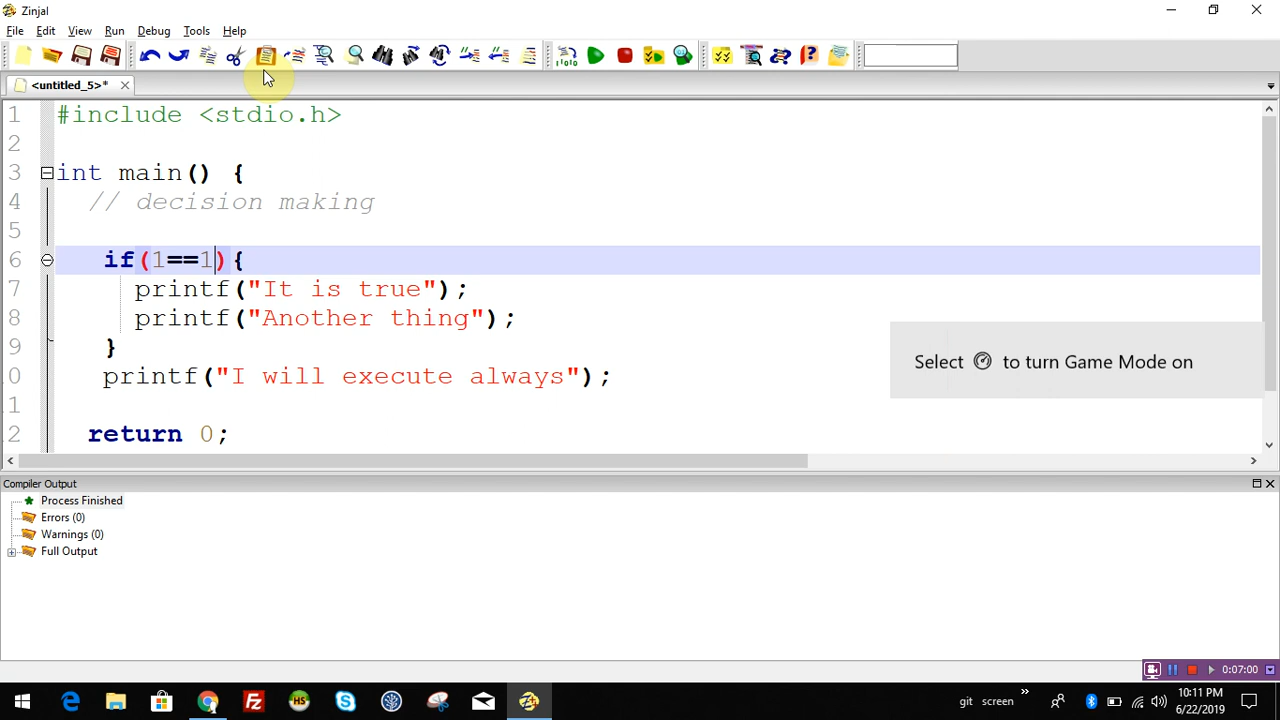 Zinjal
File Edit View Run Debug Tools Help
<untitled_5>*
1 #include <stdio.h>
2
3 int main() {
4 // decision making
5
6 if(1==1){
7 printf("It is true");
8 printf("Another thing");
9 }
0 printf("I will execute always");
1
2 return 0;
Select to turn Game Mode on
Compiler Output
Process Finished
Errors (0)
Warnings (0)
Full Output
0:07:00
git screen
10:11 PM
6/22/2019